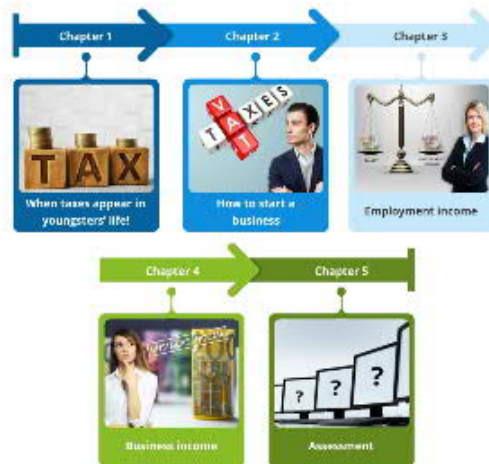 Chapter 1
Chapter 2
Chapter 3
TAX
VAT
TAXES
When taxes appear in
youngsters' life!
How to start a
business
Employment income
Chapter 4
Chapter 5
? ? ?
Business income
Assessment